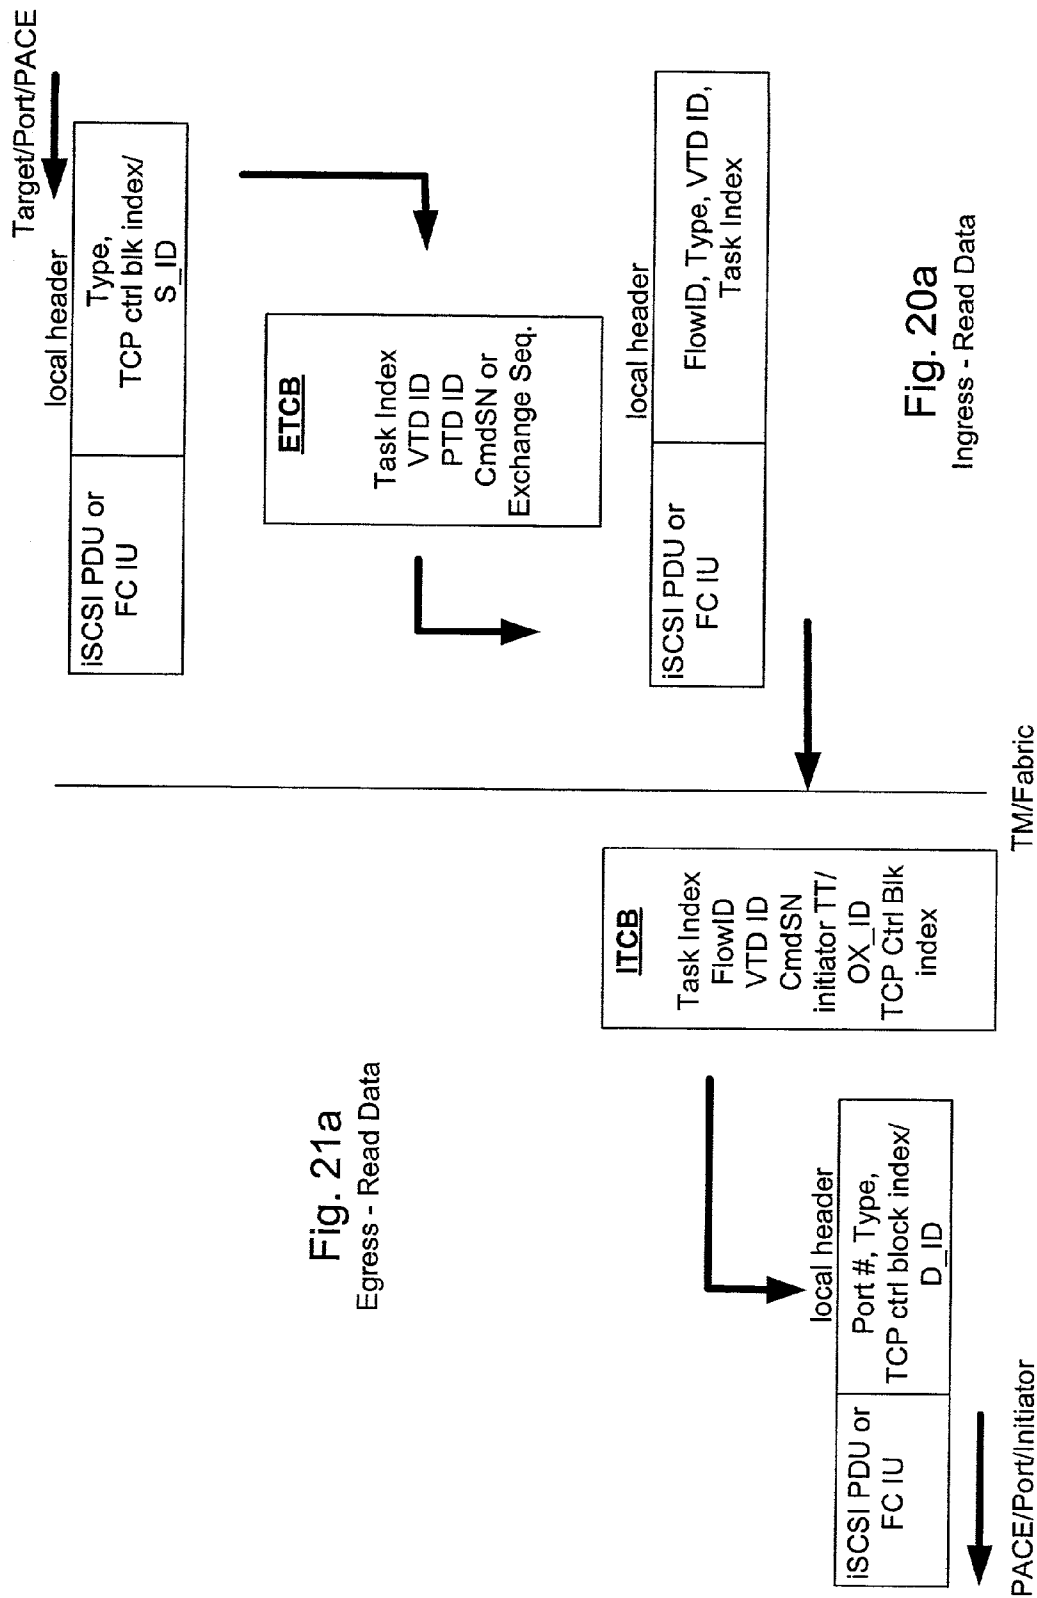 Target/Port/PACE
local header
iSCSI PDU or
FC IU
Type,
TCP ctrl blk index/
S_ID
ETCB
Task Index
VTD ID
PTD ID
CmdSN or
Exchange Seq.
local header
iSCSI PDU or
FC IU
FlowID, Type, VTD ID,
Task Index
Fig. 20a
Ingress - Read Data
TM/Fabric
Fig. 21a
Egress - Read Data
ITCB
Task Index
FlowID
VTD ID
CmdSN
initiator TT/
OX_ID
TCP Ctrl Blk
index
local header
iSCSI PDU or
FC IU
Port #, Type,
TCP ctrl block index/
D_ID
PACE/Port/Initiator